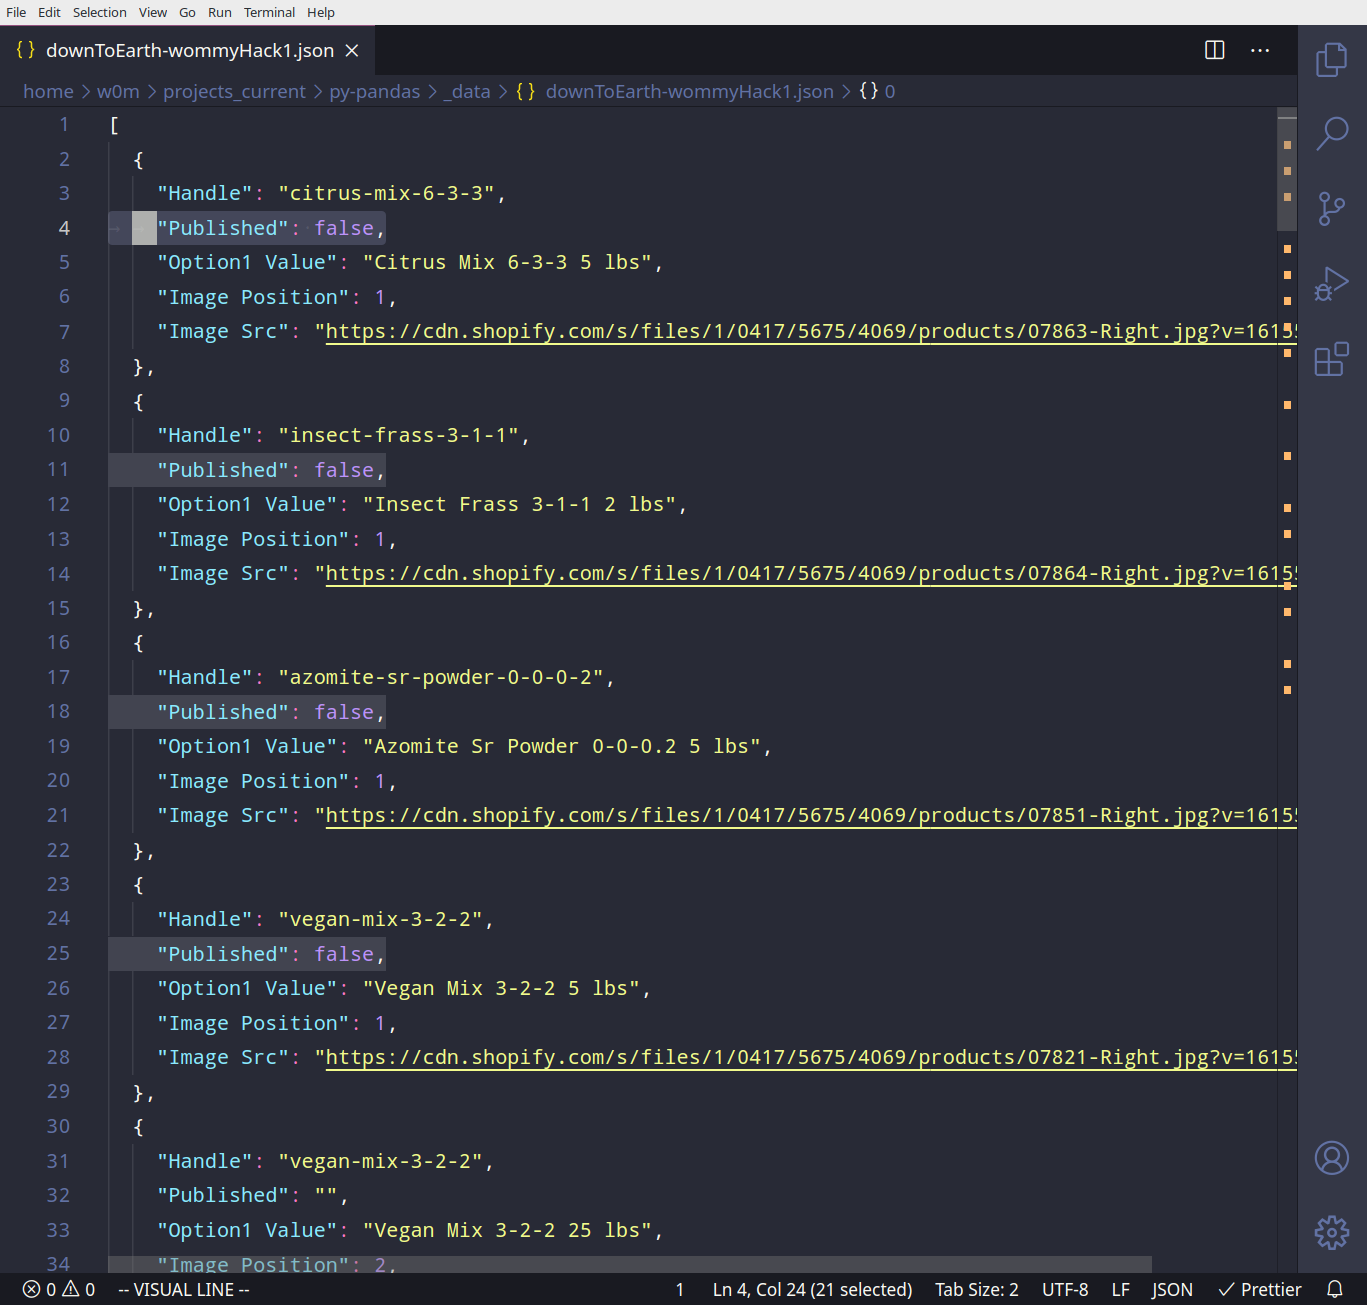 File Edit Selection View Go Run Terminal Help
{} downToEarth-wommyHack1.json ×
home > w0m > projects_current > py-pandas > _data > {} downToEarth-wommyHack1.json > {} 0
1 [
2 {
3 "Handle": "citrus-mix-6-3-3",
4 "Published": false,
5 "Option1 Value": "Citrus Mix 6-3-3 5 lbs",
6 "Image Position": 1,
7 "Image Src": "https://cdn.shopify.com/s/files/1/0417/5675/4069/products/07863-Right.jpg?v=1615
8 },
9 {
10 "Handle": "insect-frass-3-1-1",
11 "Published": false,
12 "Option1 Value": "Insect Frass 3-1-1 2 lbs",
13 "Image Position": 1,
14 "Image Src": "https://cdn.shopify.com/s/files/1/0417/5675/4069/products/07864-Right.jpg?v=1615
15 },
16 {
17 "Handle": "azomite-sr-powder-0-0-0-2",
18 "Published": false,
19 "Option1 Value": "Azomite Sr Powder 0-0-0.2 5 lbs",
20 "Image Position": 1,
21 "Image Src": "https://cdn.shopify.com/s/files/1/0417/5675/4069/products/07851-Right.jpg?v=1615
22 },
23 {
24 "Handle": "vegan-mix-3-2-2",
25 "Published": false,
26 "Option1 Value": "Vegan Mix 3-2-2 5 lbs",
27 "Image Position": 1,
28 "Image Src": "https://cdn.shopify.com/s/files/1/0417/5675/4069/products/07821-Right.jpg?v=1615
29 },
30 {
31 "Handle": "vegan-mix-3-2-2",
32 "Published": "",
33 "Option1 Value": "Vegan Mix 3-2-2 25 lbs",
34 "Image Position": 2,
0 0 -- VISUAL LINE -- 1 Ln 4, Col 24 (21 selected) Tab Size: 2 UTF-8 LF JSON ✓ Prettier